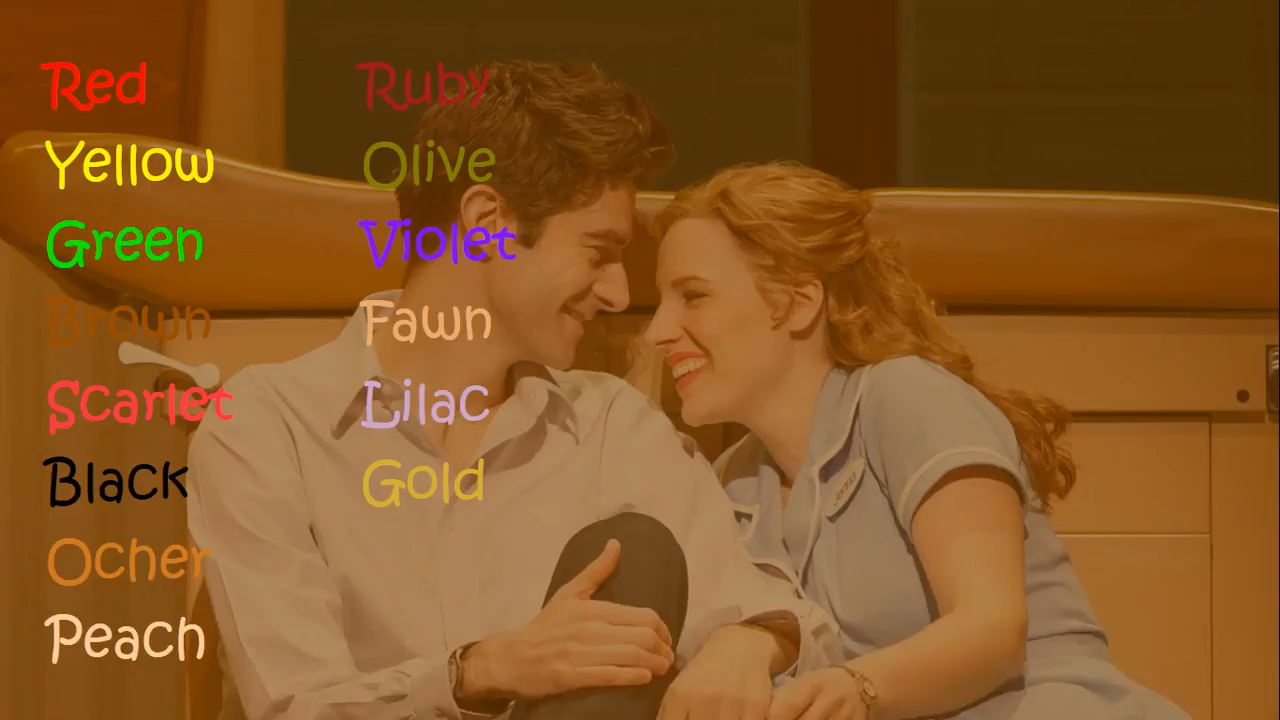 Red
Yellow
Green
Brown
Scarlet
Black
Ocher
Peach
Ruby
Olive
Violet
Fawn
Lilac
Gold